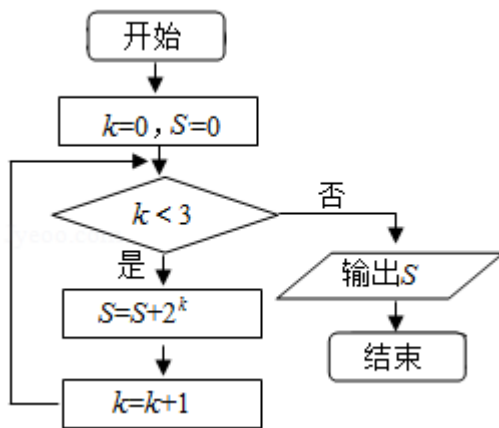 开始
k=0，S=0
k<3
否
是
输出S
S=S+2^k
结束
k=k+1